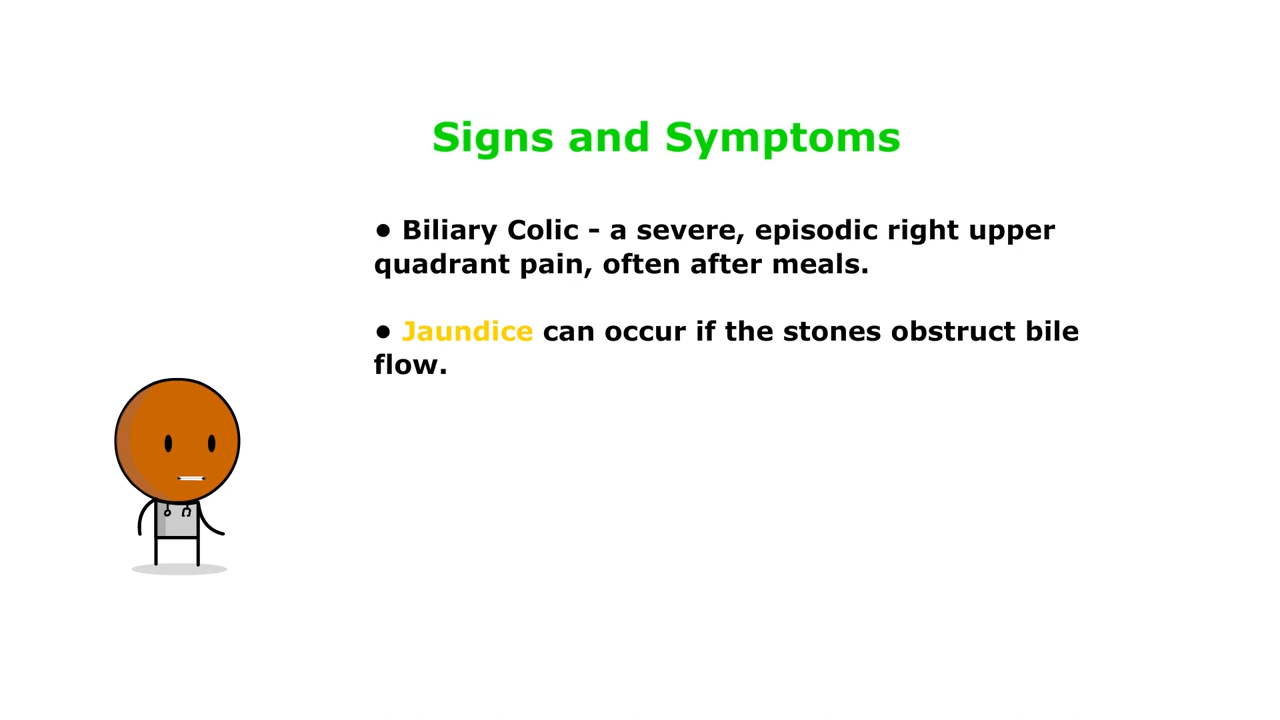 Signs and Symptoms
● Biliary Colic - a severe, episodic right upper
quadrant pain, often after meals.
● Jaundice can occur if the stones obstruct bile
flow.